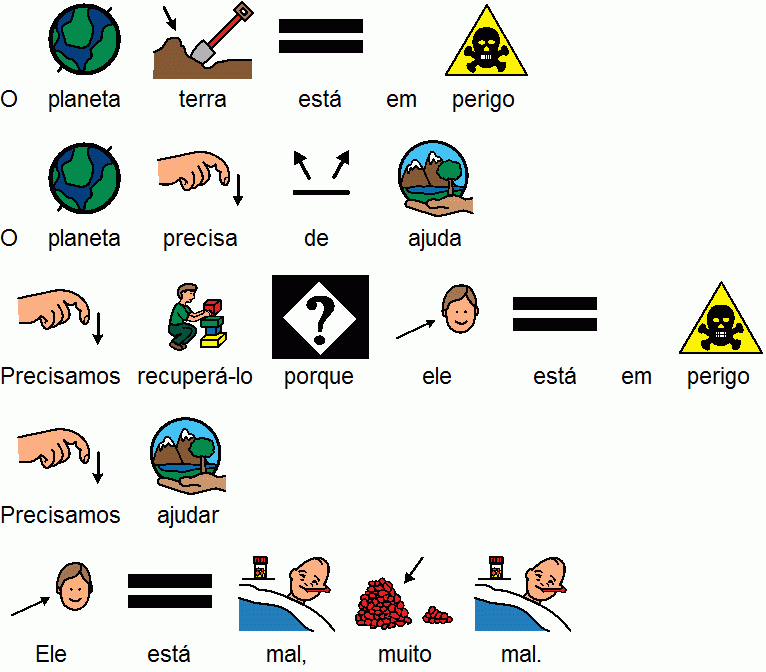 O planeta terra está em perigo
O planeta precisa de ajuda
Precisamos recuperá-lo porque ele está em perigo
Precisamos ajudar
Ele está mal, muito mal.